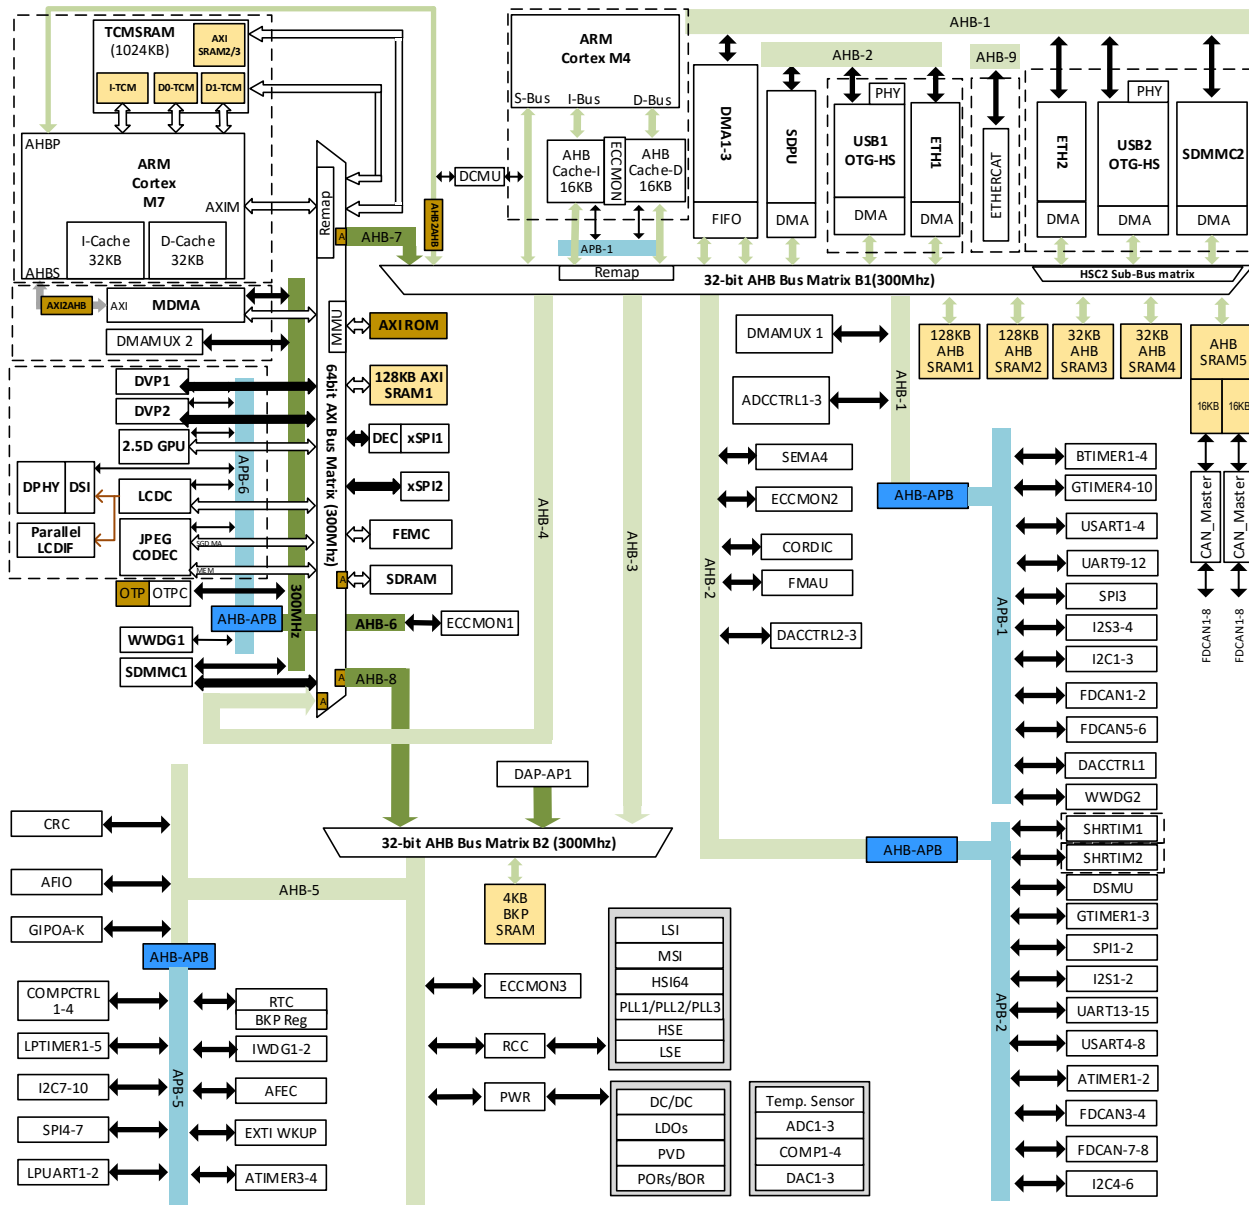 TCMSRAM
(1024KB)
AXI
SRAM2/3
I-TCM
D0-TCM
D1-TCM
AHBP
ARM
Cortex
M7
AXIM
I-Cache
32KB
D-Cache
32KB
AHBS
AXI2AHB
AXI
MDMA
DMAMUX 2
DVP1
DVP2
2.5D GPU
DPHY
DSI
LCDC
Parallel
LCDIF
JPEG
CODEC
SGDMA
MEM
OTP
OTPC
AHB-APB
WWDG1
SDMMC1
APB-6
300MHz
Remap
MMU
64bit AXI Bus Matrix (300Mhz)
A
AHB-7
AHB2AHB
DCMU
AXI ROM
128KB AXI
SRAM1
DEC
xSPI1
xSPI2
FEMC
A
SDRAM
AHB-6
ECCMON1
A
AHB-8
A
ARM
Cortex M4
S-Bus
I-Bus
D-Bus
AHB
Cache-I
16KB
ECCMON
AHB
Cache-D
16KB
APB-1
AHB-1
AHB-2
AHB-9
DMA1-3
FIFO
SDPU
DMA
PHY
USB1
OTG-HS
DMA
ETH1
DMA
ETHERCAT
ETH2
DMA
PHY
USB2
OTG-HS
DMA
SDMMC2
DMA
Remap
32-bit AHB Bus Matrix B1(300Mhz)
HSC2 Sub-Bus matrix
DMAMUX 1
ADCCTRL1-3
AHB-1
128KB
AHB
SRAM1
128KB
AHB
SRAM2
32KB
AHB
SRAM3
32KB
AHB
SRAM4
AHB
SRAM5
16KB
16KB
CAN_Master
CAN_Master
FDCAN1-8
FDCAN1-8
AHB-4
AHB-3
AHB-2
SEMA4
ECCMON2
CORDIC
FMAU
DACCTRL2-3
AHB-APB
APB-1
BTIMER1-4
GTIMER4-10
USART1-4
UART9-12
SPI3
I2S3-4
I2C1-3
FDCAN1-2
FDCAN5-6
DACCTRL1
WWDG2
AHB-APB
APB-2
SHRTIM1
SHRTIM2
DSMU
GTIMER1-3
SPI1-2
I2S1-2
UART13-15
USART4-8
ATIMER1-2
FDCAN3-4
FDCAN-7-8
I2C4-6
DAP-AP1
32-bit AHB Bus Matrix B2 (300Mhz)
AHB-5
4KB
BKP
SRAM
CRC
AFIO
GIPOA-K
AHB-APB
APB-5
COMPCTRL
1-4
LPTIMER1-5
I2C7-10
SPI4-7
LPUART1-2
RTC
BKP Reg
IWDG1-2
AFEC
EXTI WKUP
ATIMER3-4
ECCMON3
RCC
PWR
LSI
MSI
HSI64
PLL1/PLL2/PLL3
HSE
LSE
DC/DC
LDOs
PVD
PORs/BOR
Temp. Sensor
ADC1-3
COMP1-4
DAC1-3